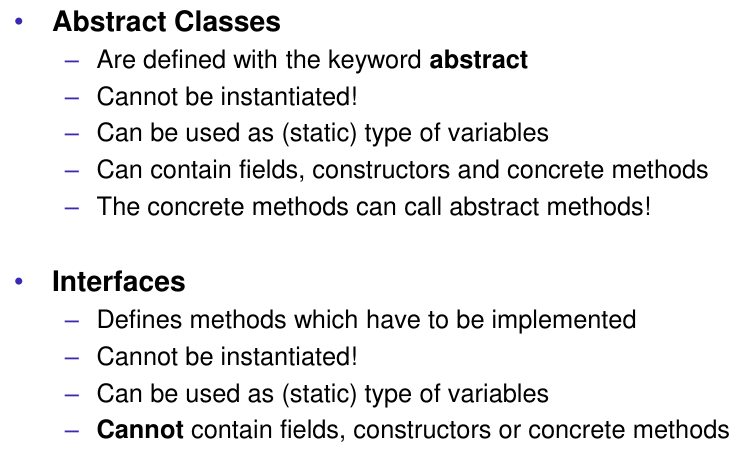 • Abstract Classes
– Are defined with the keyword abstract
– Cannot be instantiated!
– Can be used as (static) type of variables
– Can contain fields, constructors and concrete methods
– The concrete methods can call abstract methods!
• Interfaces
– Defines methods which have to be implemented
– Cannot be instantiated!
– Can be used as (static) type of variables
– Cannot contain fields, constructors or concrete methods